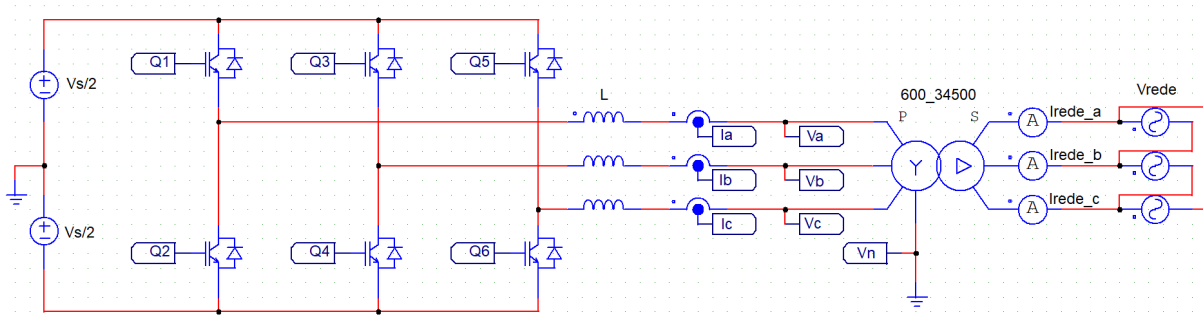 Q1
Q3
Q5
Vs/2
L
600_34500
Vrede
P
S
A
Irede_a
Ia
Va
Y
A
Irede_b
Ib
Vb
A
Irede_c
Ic
Vc
Vs/2
Q2
Q4
Q6
Vn